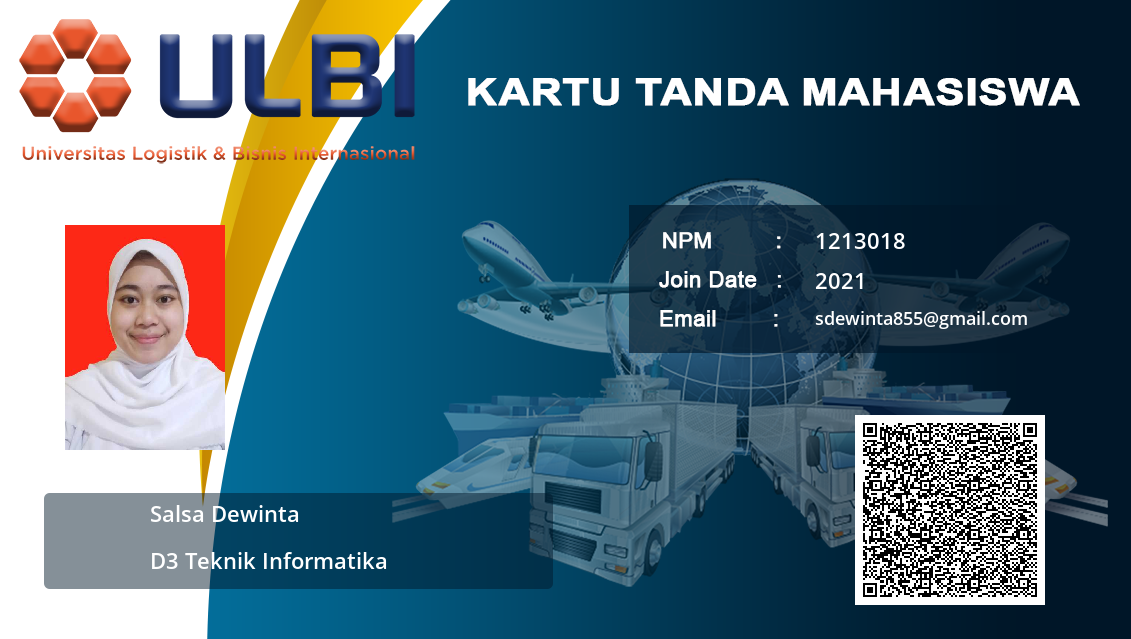 ULBI
Universitas Logistik & Bisnis Internasional
KARTU TANDA MAHASISWA
NPM : 1213018
Join Date : 2021
Email : sdewinta855@gmail.com
Salsa Dewinta
D3 Teknik Informatika